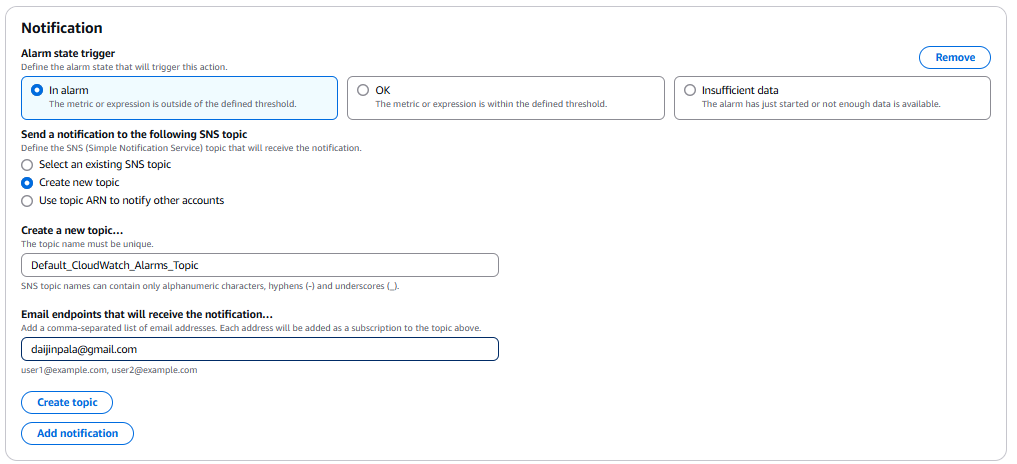 Notification
Alarm state trigger
Define the alarm state that will trigger this action.
Remove
In alarm
The metric or expression is outside of the defined threshold.
OK
The metric or expression is within the defined threshold.
Insufficient data
The alarm has just started or not enough data is available.
Send a notification to the following SNS topic
Define the SNS (Simple Notification Service) topic that will receive the notification.
Select an existing SNS topic
Create new topic
Use topic ARN to notify other accounts
Create a new topic…
The topic name must be unique.
Default_CloudWatch_Alarms_Topic
SNS topic names can contain only alphanumeric characters, hyphens (-) and underscores (_).
Email endpoints that will receive the notification…
Add a comma-separated list of email addresses. Each address will be added as a subscription to the topic above.
daijinpala@gmail.com
user1@example.com, user2@example.com
Create topic
Add notification